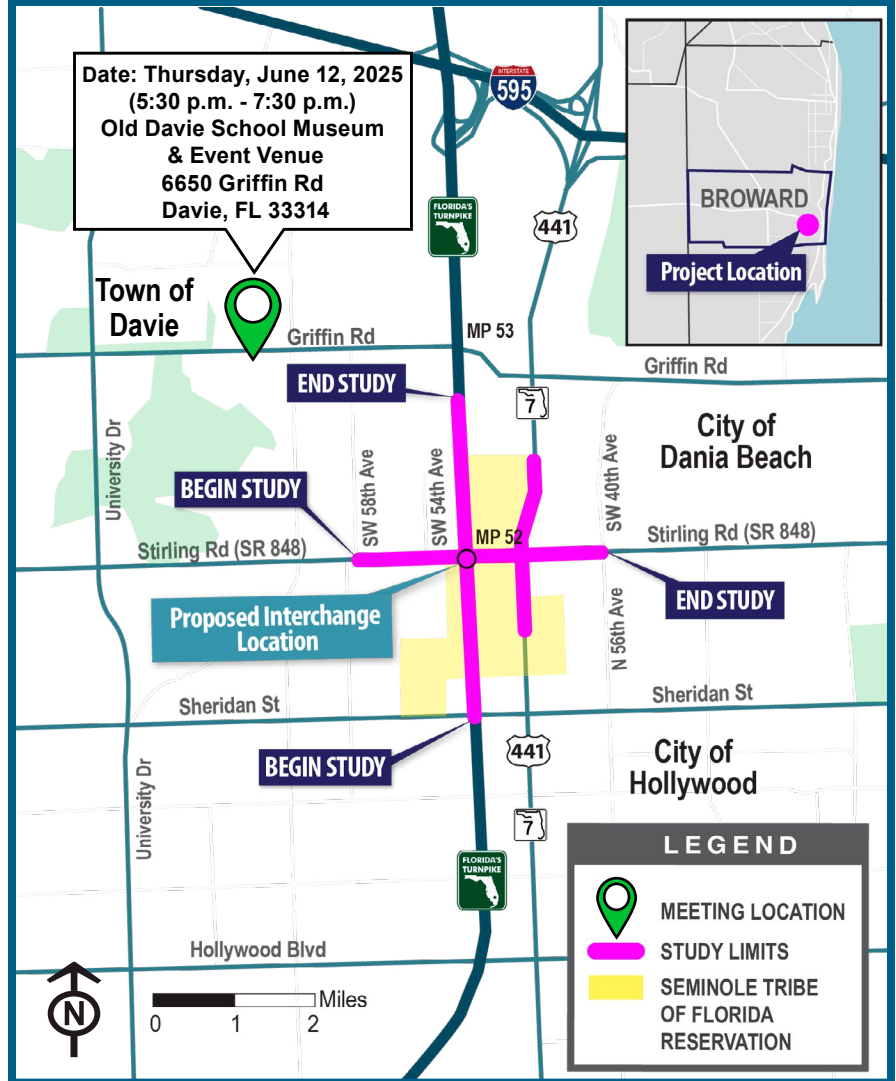 Date: Thursday, June 12, 2025
(5:30 p.m. - 7:30 p.m.)
Old Davie School Museum
& Event Venue
6650 Griffin Rd
Davie, FL 33314
INTERSTATE
595
FLORIDA'S
TURNPIKE
441
BROWARD
Project Location
Town of
Davie
Griffin Rd
MP 53
Griffin Rd
END STUDY
7
City of
Dania Beach
University Dr
SW 58th Ave
SW 54th Ave
SW 40th Ave
BEGIN STUDY
Stirling Rd (SR 848)
MP 52
Stirling Rd (SR 848)
Proposed Interchange
Location
END STUDY
N 56th Ave
Sheridan St
Sheridan St
BEGIN STUDY
441
City of
Hollywood
University Dr
7
FLORIDA'S
TURNPIKE
Hollywood Blvd
N
Miles
0 1 2
LEGEND
MEETING LOCATION
STUDY LIMITS
SEMINOLE TRIBE
OF FLORIDA
RESERVATION